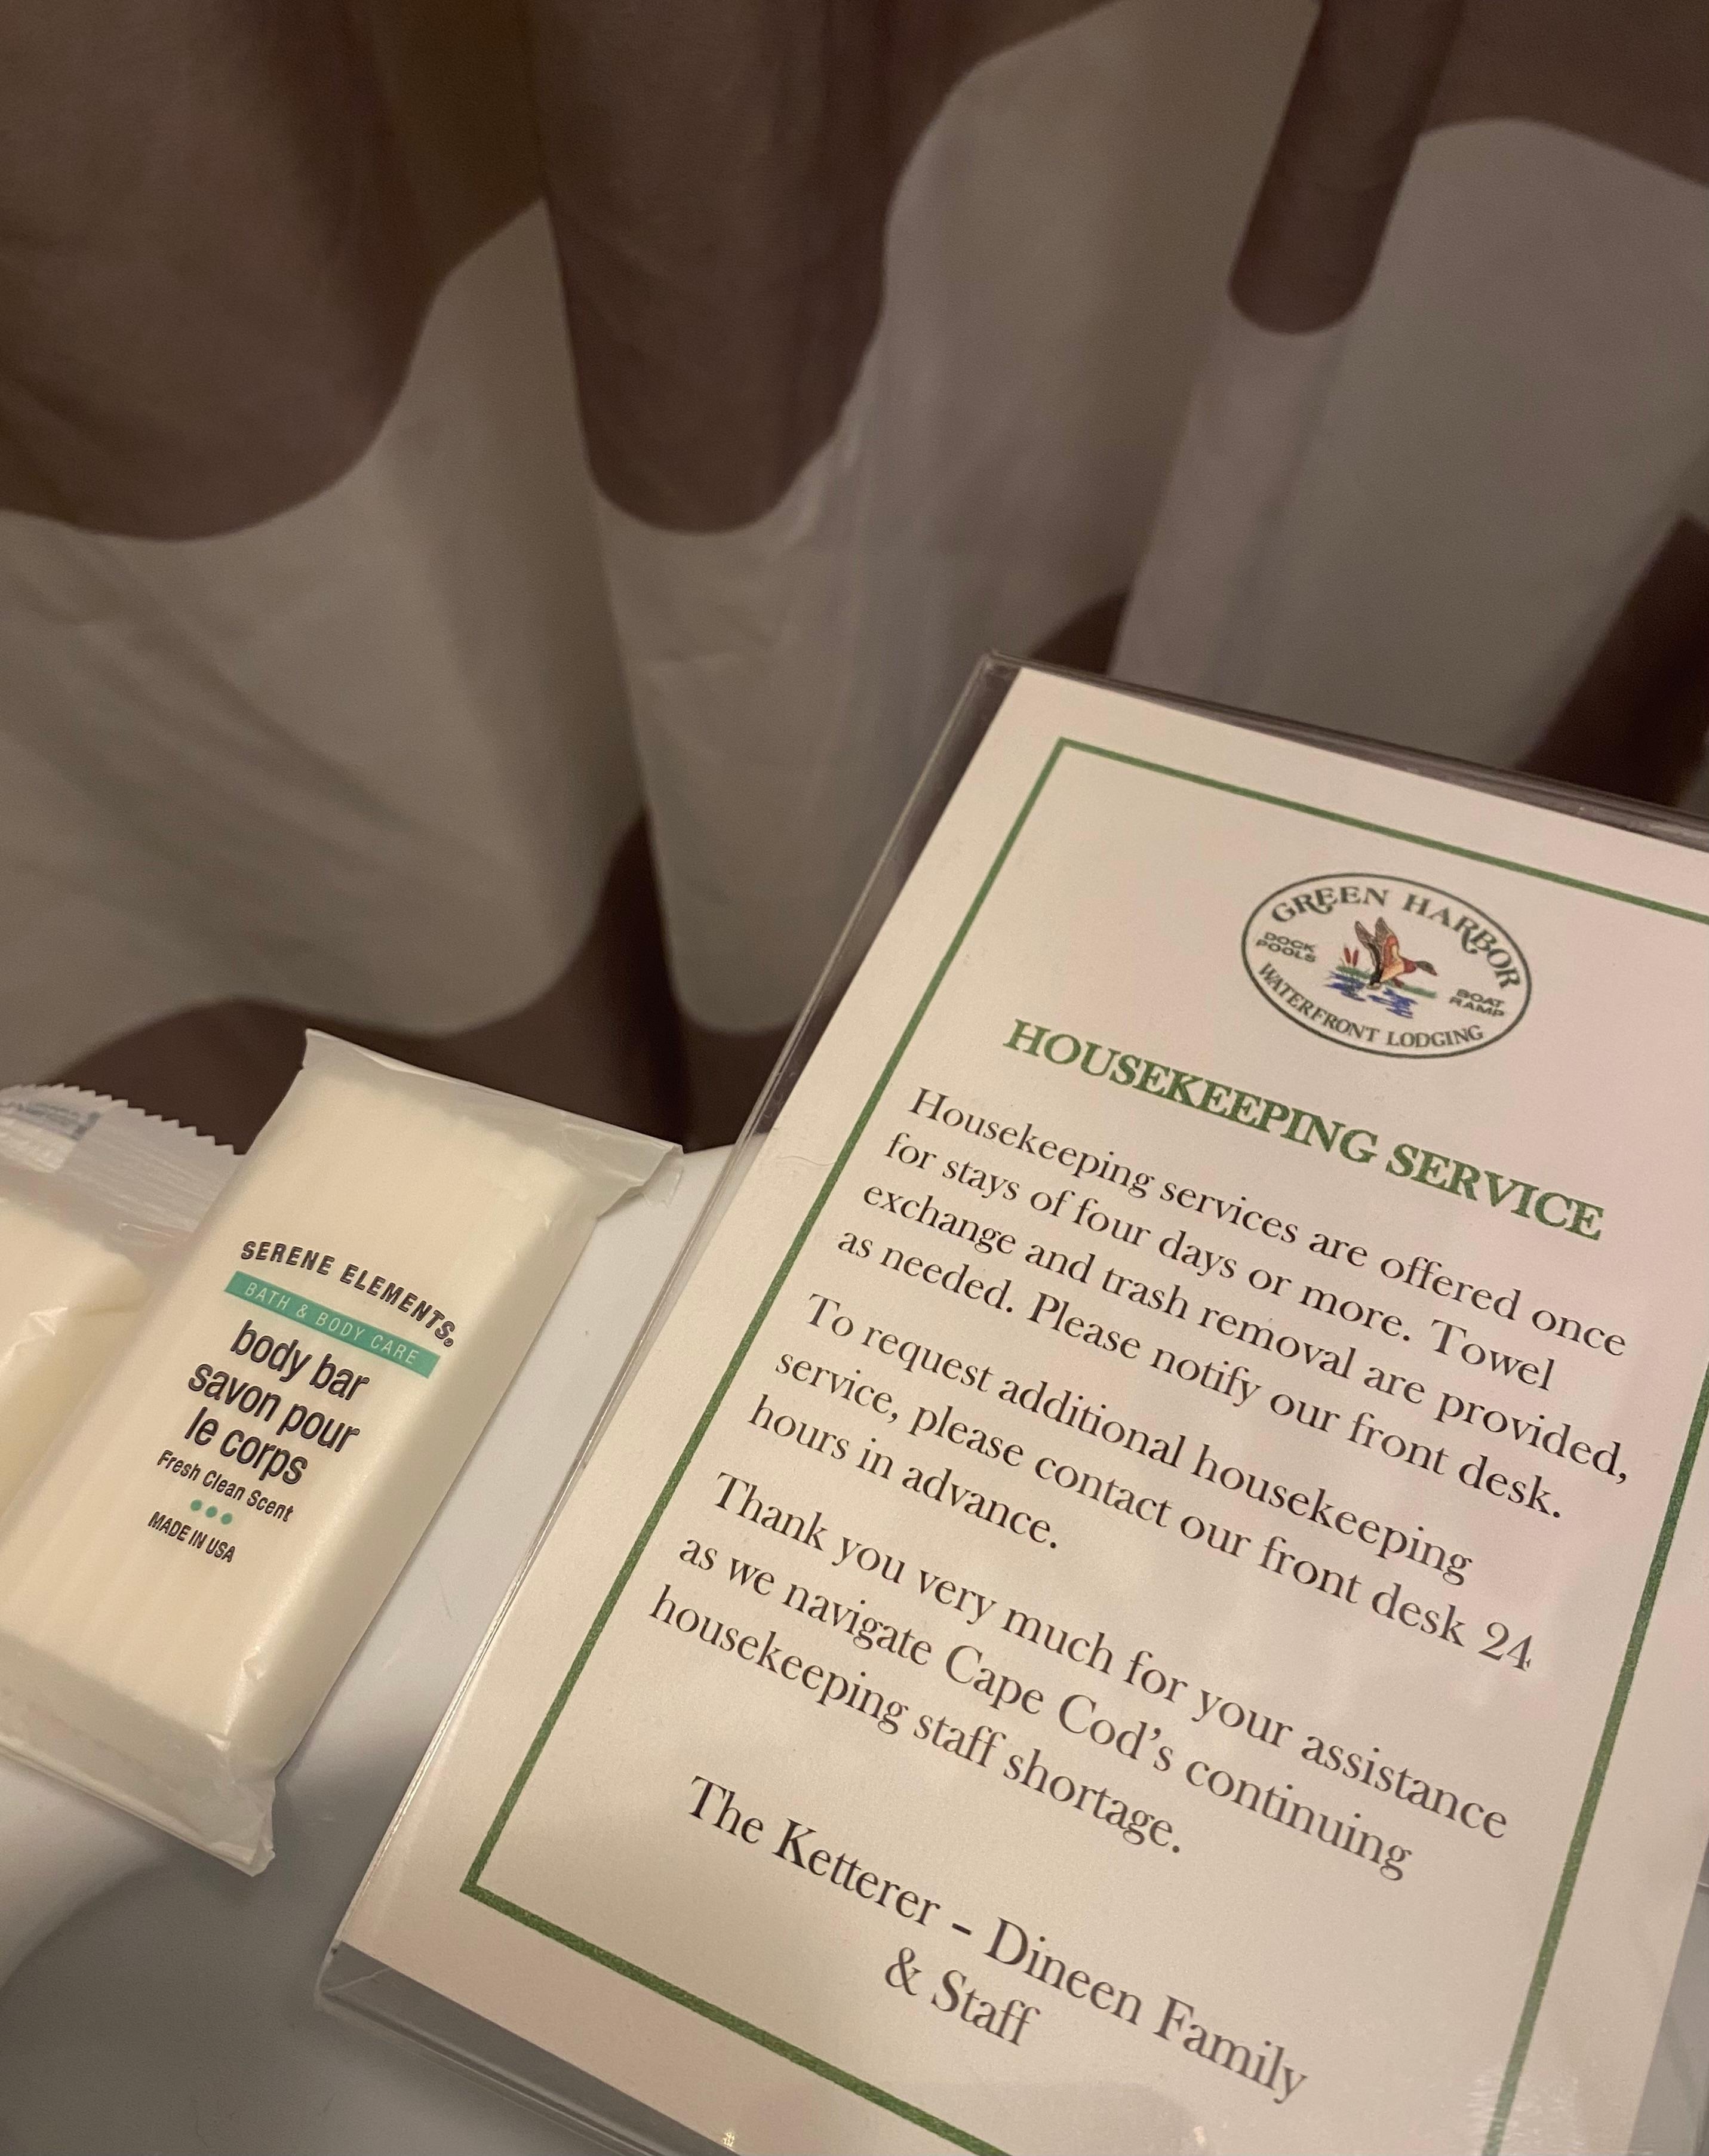 SERENE ELEMENTS®
BATH & BODY CARE
body bar
savon pour
le corps
Fresh Clean Scent
MADE IN USA
GREEN HARBOR
DOCK
POOLS
BOAT
RAMP
WATERFRONT LODGING
HOUSEKEEPING SERVICE
Housekeeping services are offered once
for stays of four days or more. Towel
exchange and trash removal are provided,
as needed. Please notify our front desk.
To request additional housekeeping
service, please contact our front desk 24
hours in advance.
Thank you very much for your assistance
as we navigate Cape Cod's continuing
housekeeping staff shortage.
The Ketterer - Dineen Family
& Staff